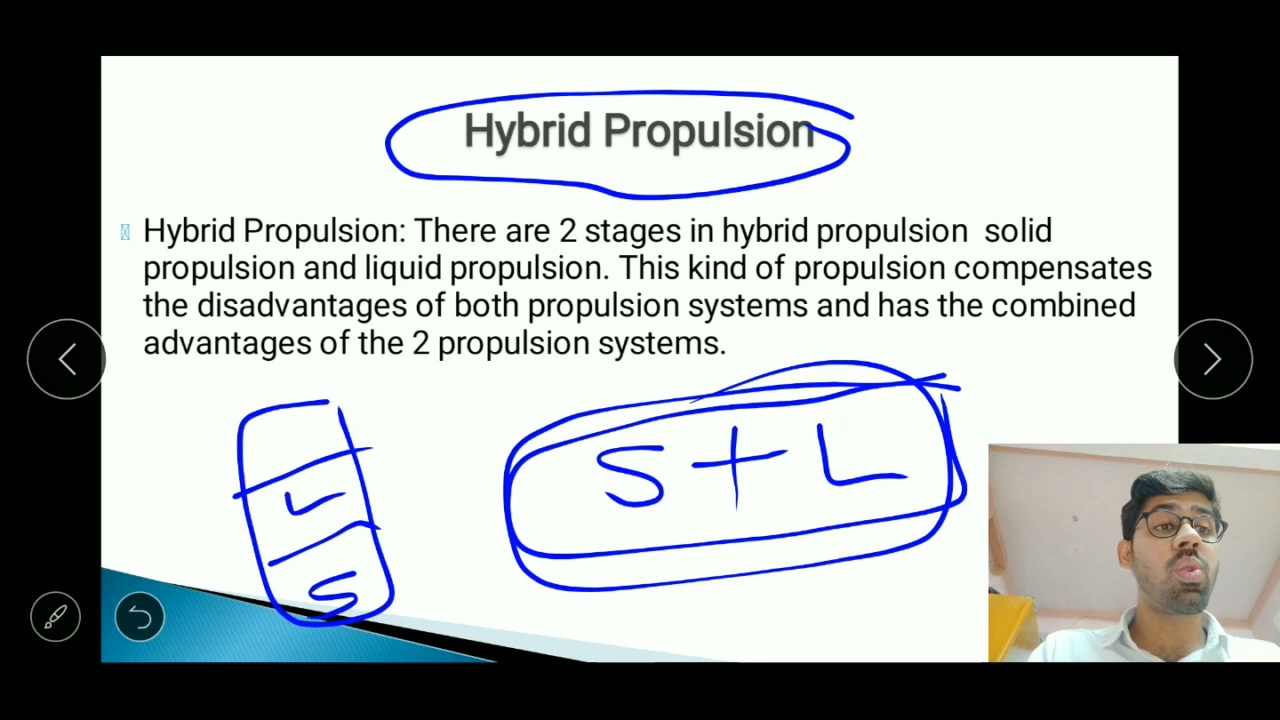 Hybrid Propulsion
Hybrid Propulsion: There are 2 stages in hybrid propulsion solid
propulsion and liquid propulsion. This kind of propulsion compensates
the disadvantages of both propulsion systems and has the combined
advantages of the 2 propulsion systems.
S + L
L
S